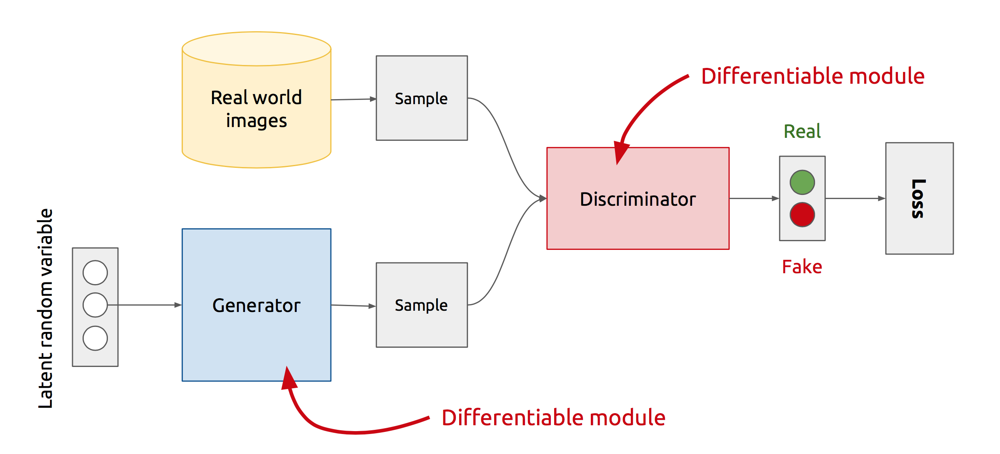 Real world
images
Sample
Differentiable module
Discriminator
Real
Fake
Loss
Latent random variable
Generator
Sample
Differentiable module